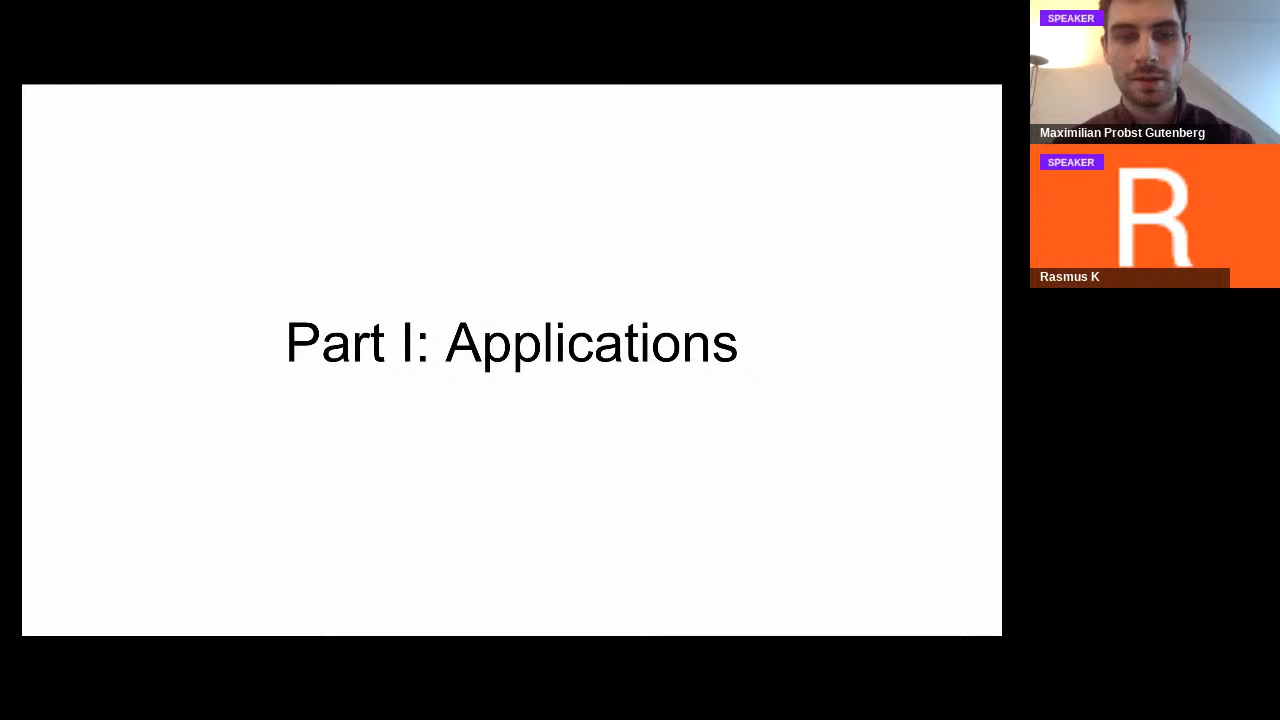 Part I: Applications
SPEAKER
Maximilian Probst Gutenberg
SPEAKER
R
Rasmus K